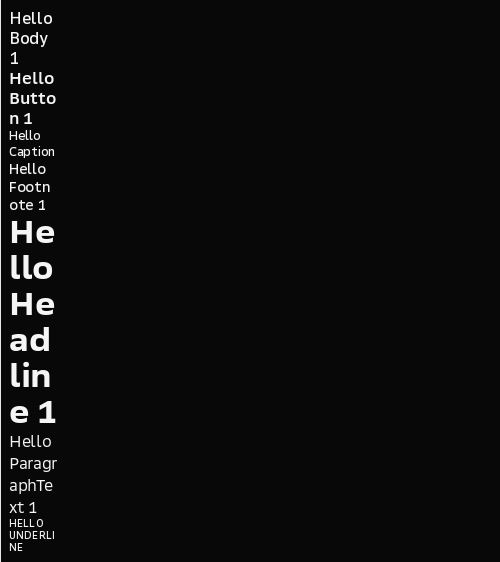 Hello
Body
1
Hello
Butto
n 1
Hello
Caption
Hello
Footn
ote 1
He
llo
He
ad
lin
e 1
Hello
Paragr
aphTe
xt 1
HELLO
UNDERLI
NE